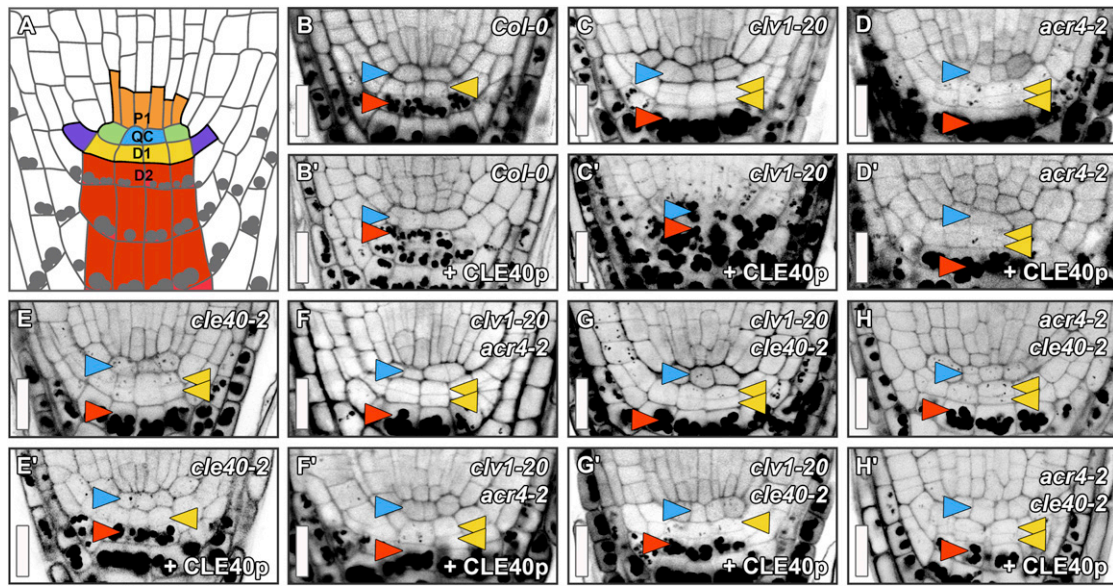 A
P1
QC
D1
D2
B
Col-0
C
clv1-20
D
acr4-2
B'
Col-0
+ CLE40p
C'
clv1-20
+ CLE40p
D'
acr4-2
+ CLE40p
E
cle40-2
F
clv1-20
acr4-2
G
clv1-20
cle40-2
H
acr4-2
cle40-2
E'
cle40-2
+ CLE40p
F'
clv1-20
acr4-2
+ CLE40p
G'
clv1-20
cle40-2
+ CLE40p
H'
acr4-2
cle40-2
+ CLE40p